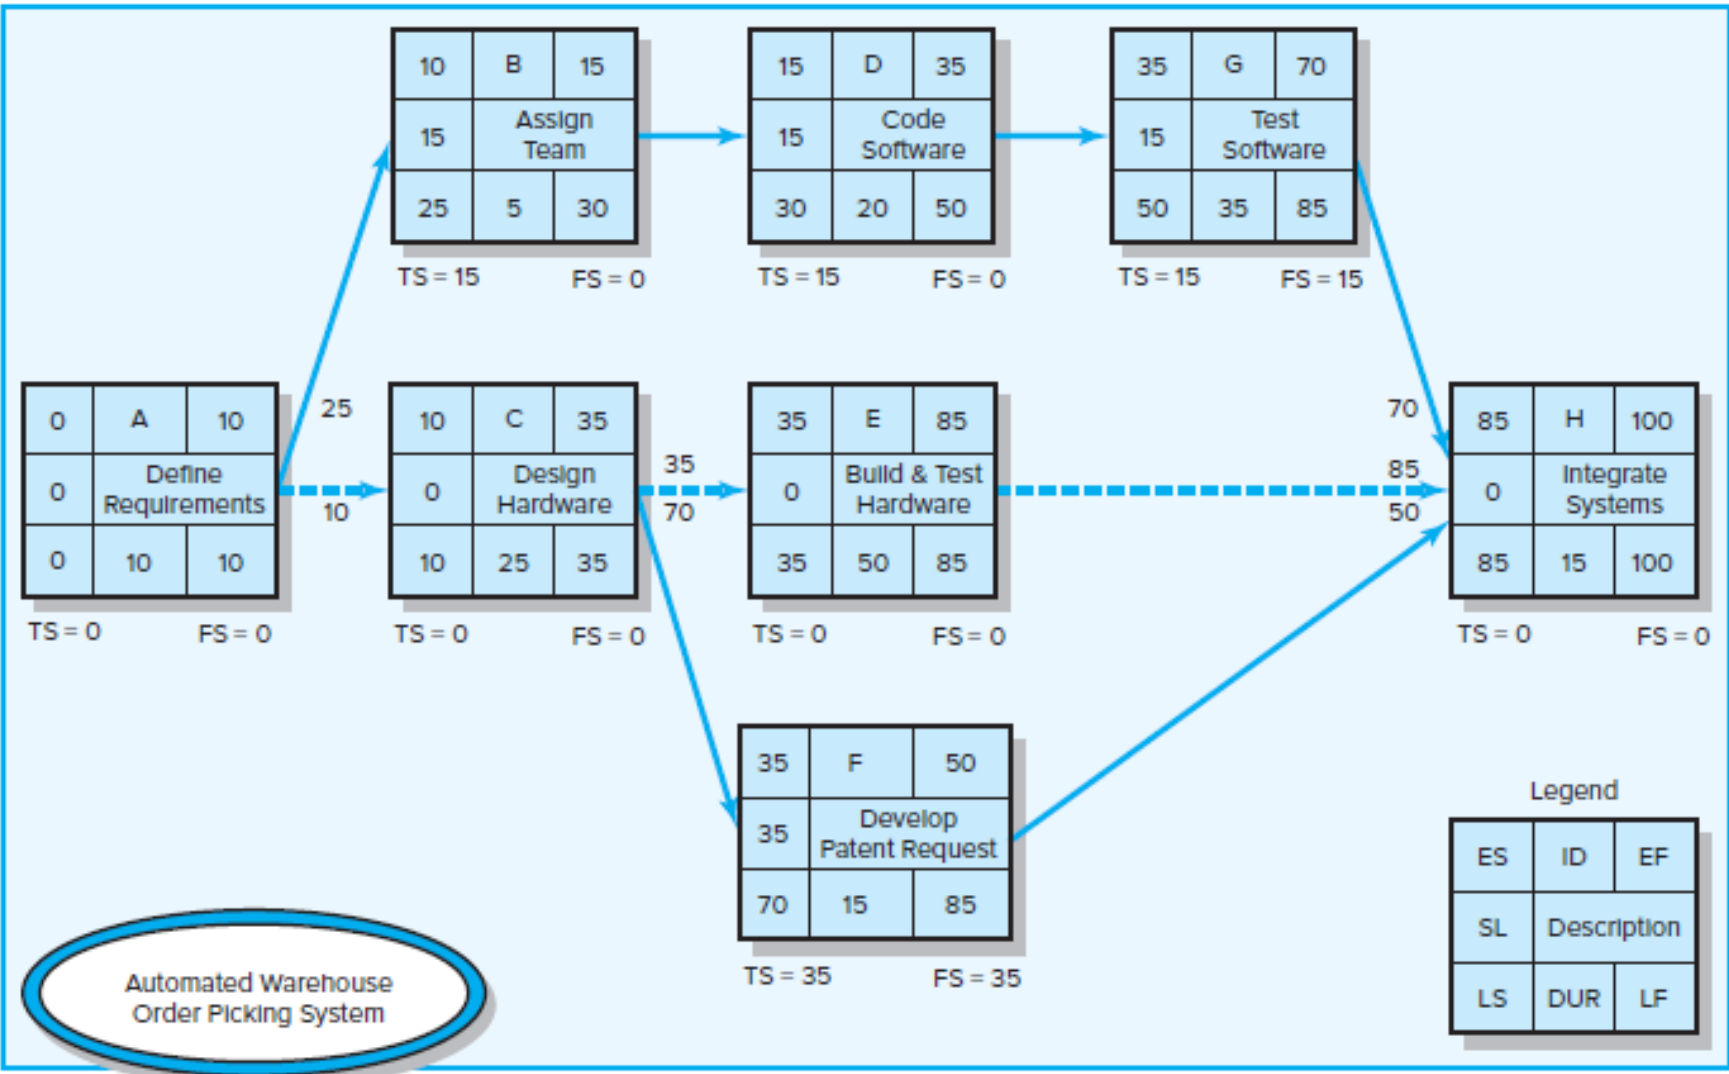 10 B 15
15 Assign
Team
25 5 30
TS = 15 FS = 0
15 D 35
15 Code
Software
30 20 50
TS = 15 FS = 0
35 G 70
15 Test
Software
50 35 85
TS = 15 FS = 15
0 A 10
0 Define
Requirements
0 10 10
TS = 0 FS = 0
25
10
10 C 35
0 Design
Hardware
10 25 35
TS = 0 FS = 0
35
70
35 E 85
0 Build & Test
Hardware
35 50 85
TS = 0 FS = 0
70
85
50
85 H 100
0 Integrate
Systems
85 15 100
TS = 0 FS = 0
35 F 50
35 Develop
Patent Request
70 15 85
TS = 35 FS = 35
Automated Warehouse
Order Picking System
Legend
ES ID EF
SL Description
LS DUR LF